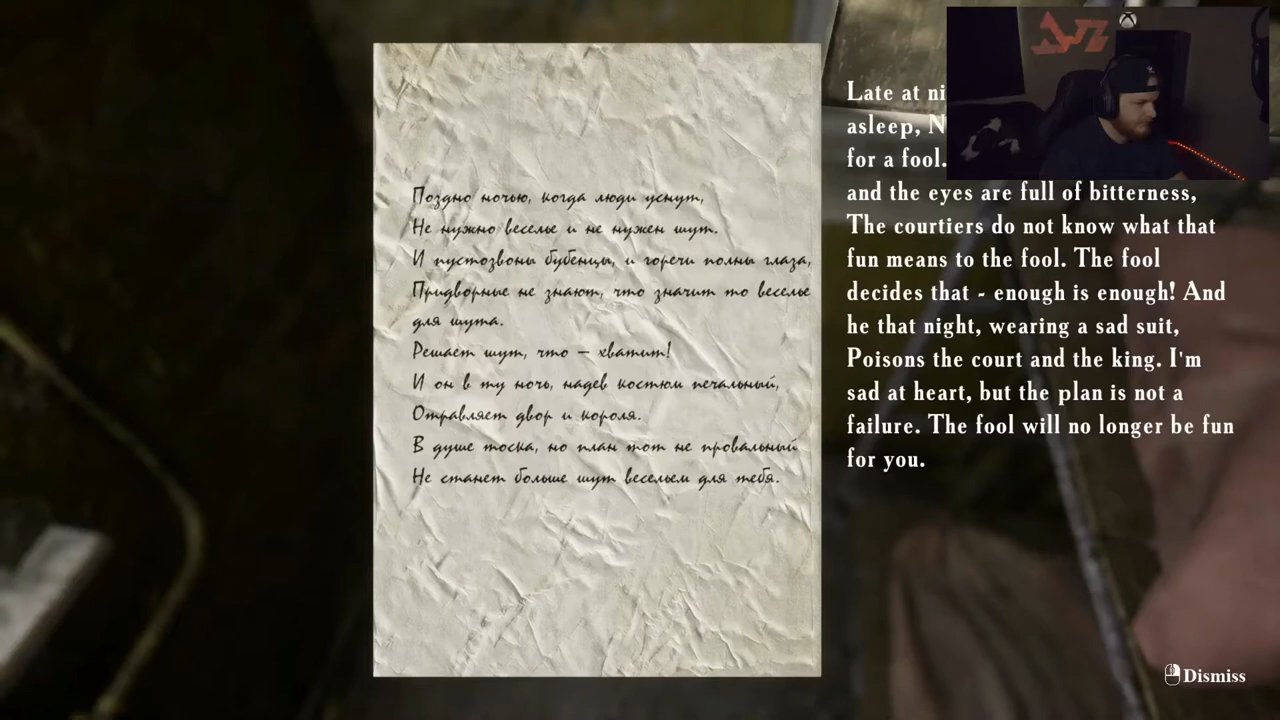 Поздно ночью, когда люди уснут,
Не нужно веселье и не нужен шут.
И пустозвоны бубенцы, и горечи полны глаза,
Придворные не знают, что значит то веселье
для шута.
Решает шут, что – хватит!
И он в ту ночь, надев костюм печальный,
Отравляет двор и короля.
В душе тоска, но план тот не провальный
Не станет больше шут весельем для тебя.
Late at
asleep,
for a fool.
and the eyes are full of bitterness,
The courtiers do not know what that
fun means to the fool. The fool
decides that - enough is enough! And
he that night, wearing a sad suit,
Poisons the court and the king. I'm
sad at heart, but the plan is not a
failure. The fool will no longer be fun
for you.
Dismiss